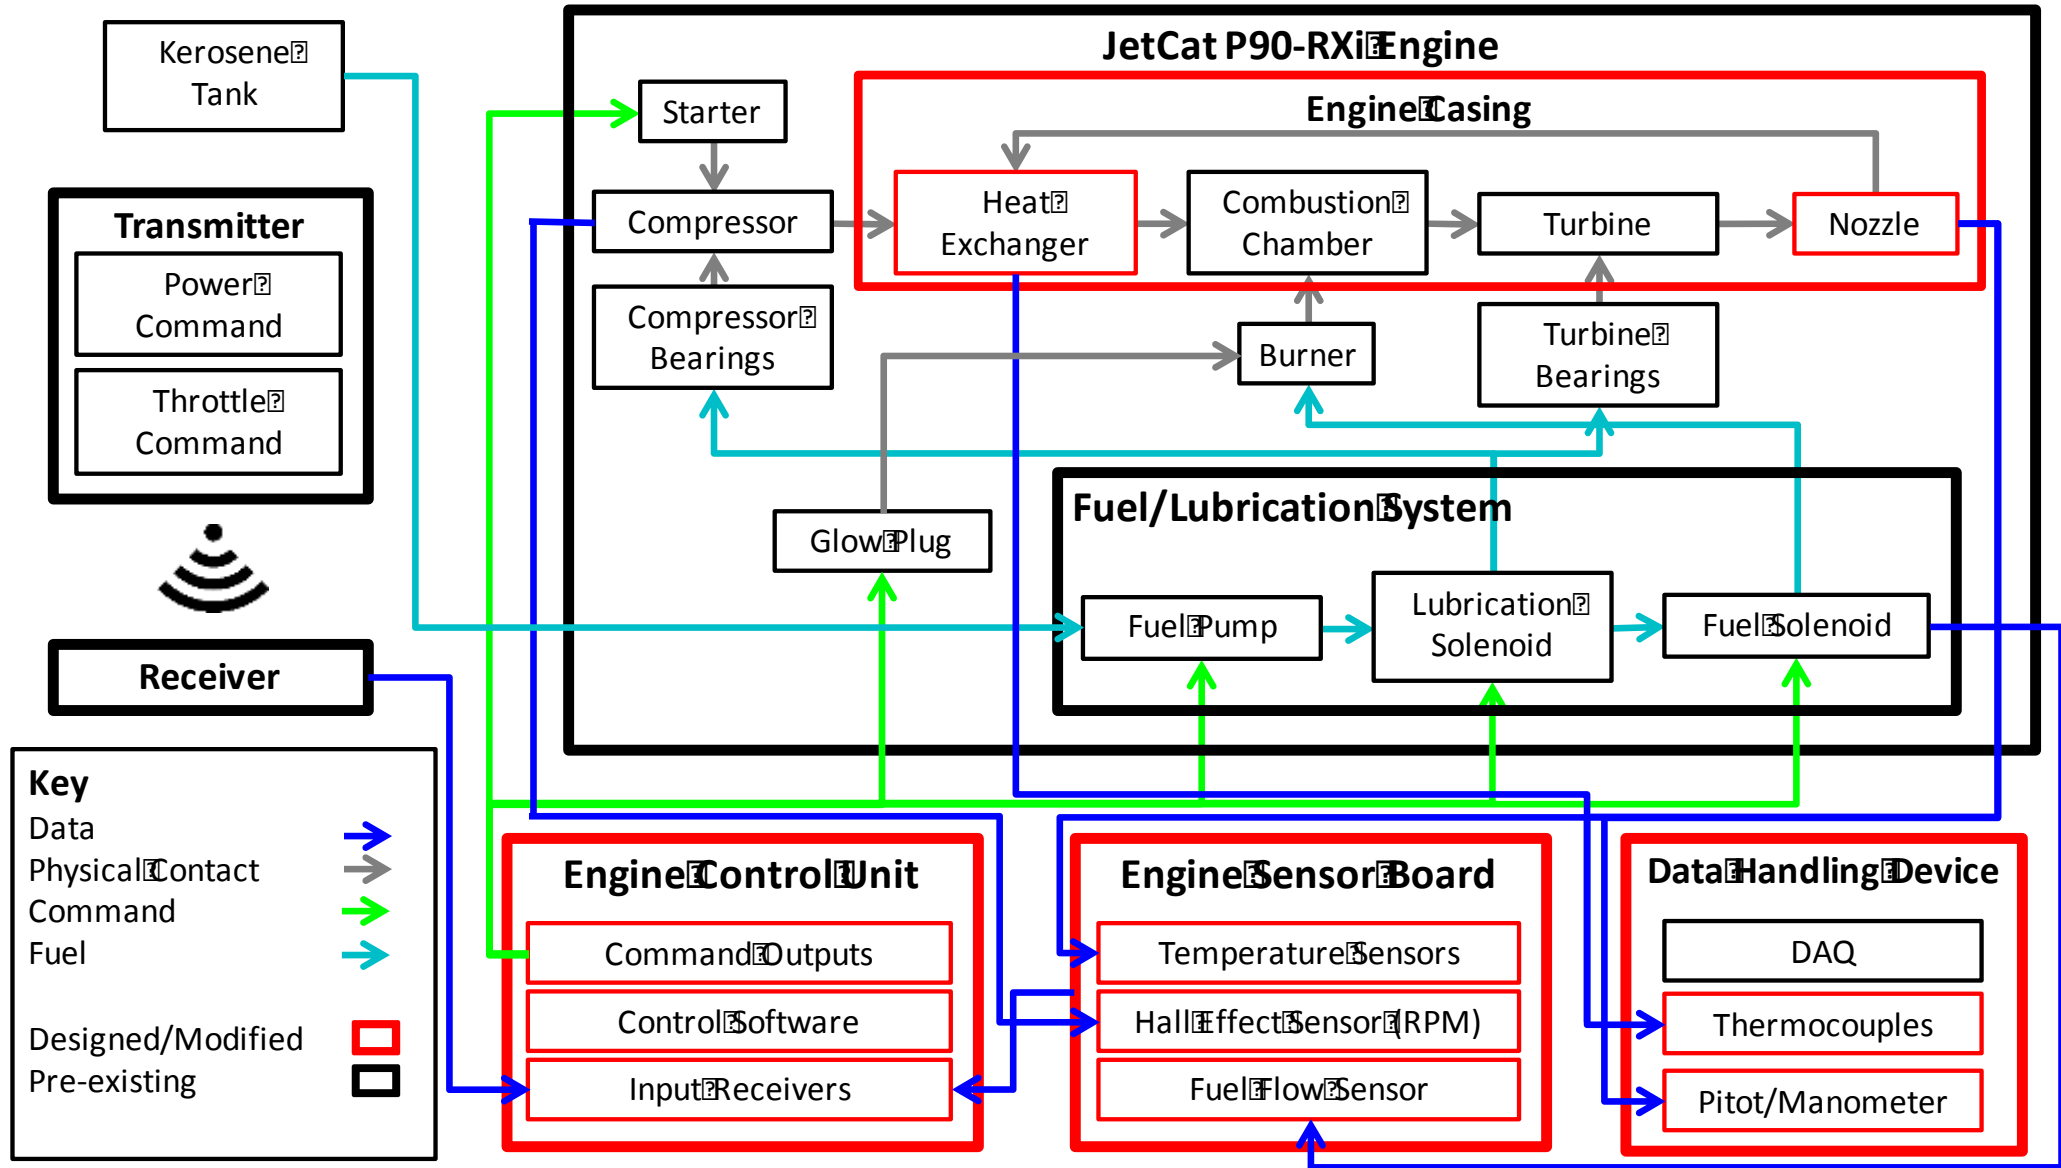 Kerosene
Tank
JetCat P90-RXi Engine
Engine Casing
Starter
Transmitter
Power
Command
Throttle
Command
Compressor
Heat
Exchanger
Combustion
Chamber
Turbine
Nozzle
Compressor
Bearings
Burner
Turbine
Bearings
Fuel/Lubrication System
Glow Plug
Fuel Pump
Lubrication
Solenoid
Fuel Solenoid
Receiver
Key
Data
Physical Contact
Command
Fuel
Designed/Modified
Pre-existing
Engine Control Unit
Command Outputs
Control Software
Input Receivers
Engine Sensor Board
Temperature Sensors
Hall Effect Sensor (RPM)
Fuel Flow Sensor
Data Handling Device
DAQ
Thermocouples
Pitot/Manometer